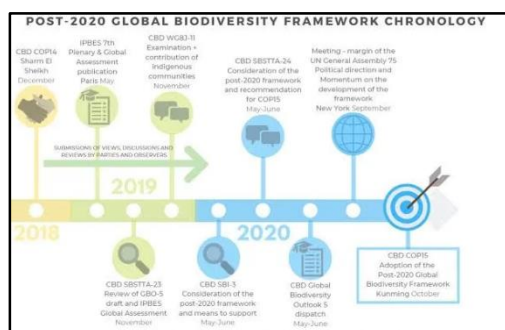 POST-2020 GLOBAL BIODIVERSITY FRAMEWORK CHRONOLOGY
CBD COP14
Sharm El
Sheikh
December
IPBES 7th
Plenary & Global
Assessment
publication
Paris May
CBD WG8J-11
Examination +
contribution of
Indigenous
communities
November
CBD SBSTTA-24
Consideration of the
post-2020 framework
and recommendation
for COP15
May-June
Meeting - margin of the
UN General Assembly 75
Political direction and
Momentum on the
development of the
framework
New York September
SUBMISSIONS OF VIEWS, DISCUSSIONS AND
REVIEWS BY PARTIES AND OBSERVERS
2019
2018
2020
CBD SBSTTA-23
Review of GBO-5
draft and IPBES
Global Assessment
November
CBD SBI-3
Consideration of the
post-2020 framework
and means to support
May-June
CBD Global
Biodiversity
Outlook 5
dispatch
May-June
CBD COP15
Adoption of the
Post-2020 Global
Biodiversity Framework
Kunming October